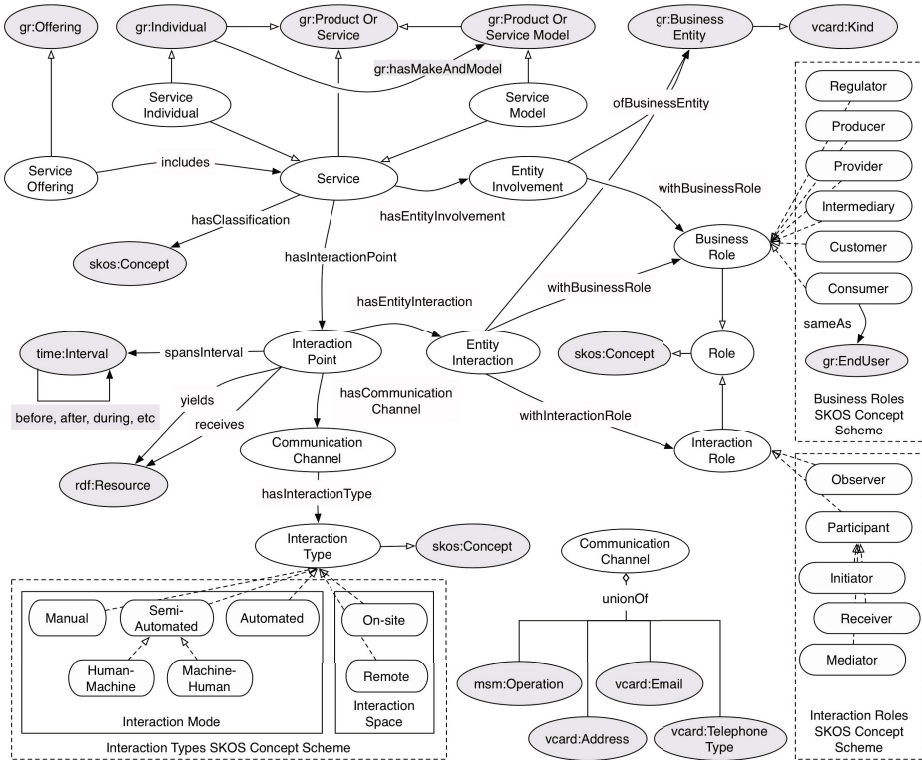 gr:Offering
gr:Individual
gr:Product Or
Service
gr:Product Or
Service Model
gr:Business
Entity
vcard:Kind
gr:hasMakeAndModel
Service
Individual
Service
Model
ofBusinessEntity
Regulator
Producer
Provider
Intermediary
Customer
Consumer
sameAs
gr:EndUser
Business Roles
SKOS Concept
Scheme
Service
Offering
includes
Service
Entity
Involvement
withBusinessRole
hasClassification
hasEntityInvolvement
Business
Role
skos:Concept
hasInteractionPoint
hasEntityInteraction
withBusinessRole
time:Interval
spansInterval
Interaction
Point
Entity
Interaction
skos:Concept
Role
before, after, during, etc
yields
receives
hasCommunication
Channel
withInteractionRole
Communication
Channel
Interaction
Role
rdf:Resource
hasInteractionType
Observer
Participant
Initiator
Receiver
Mediator
Interaction Roles
SKOS Concept
Scheme
Interaction
Type
skos:Concept
Communication
Channel
unionOf
Manual
Semi-
Automated
Automated
On-site
Human-
Machine
Machine-
Human
Remote
Interaction Mode
Interaction
Space
Interaction Types SKOS Concept Scheme
msm:Operation
vcard:Email
vcard:Address
vcard:Telephone
Type